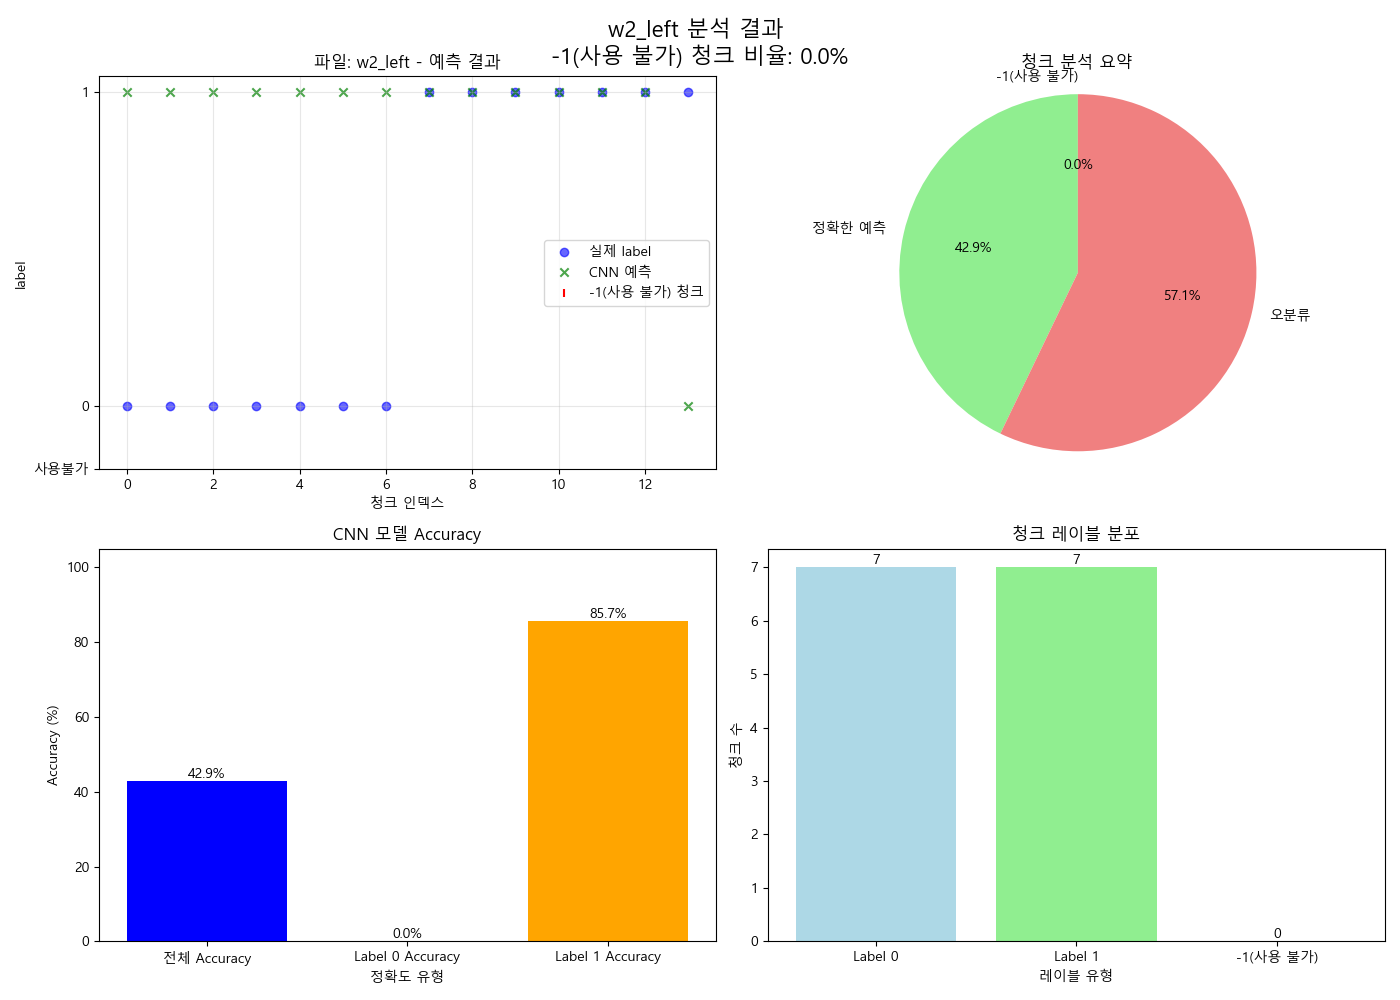 w2_left 분석 결과
-1(사용 불가) 청크 비율: 0.0%
파일: w2_left - 예측 결과
label
1
0
사용불가
0 2 4 6 8 10 12
청크 인덱스
실제 label
CNN 예측
-1(사용 불가) 청크
청크 분석 요약
-1(사용 불가)
0.0%
정확한 예측
42.9%
57.1%
오분류
CNN 모델 Accuracy
Accuracy (%)
100
80
60
40
20
0
42.9%
0.0%
85.7%
전체 Accuracy Label 0 Accuracy Label 1 Accuracy
정확도 유형
청크 레이블 분포
청크 수
7
6
5
4
3
2
1
0
7
7
0
Label 0 Label 1 -1(사용 불가)
레이블 유형